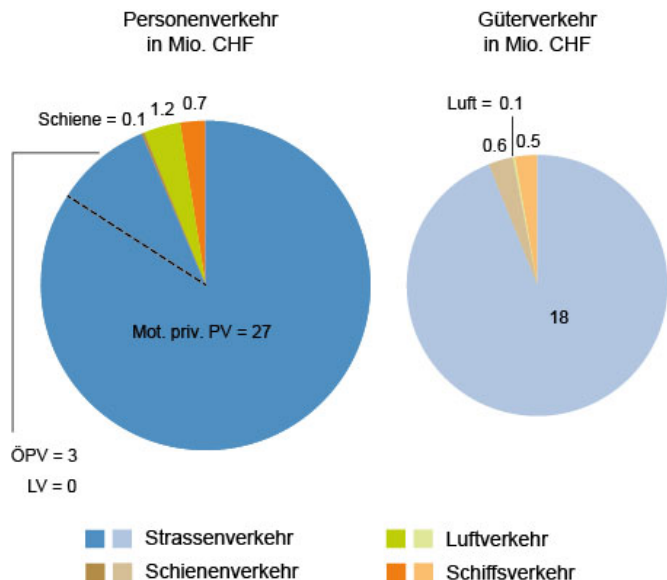 Personenverkehr
in Mio. CHF
Güterverkehr
in Mio. CHF
Schiene = 0.1
1.2
0.7
Luft = 0.1
0.6
0.5
Mot. priv. PV = 27
18
ÖPV = 3
LV = 0
Strassenverkehr
Luftverkehr
Schienenverkehr
Schiffsverkehr